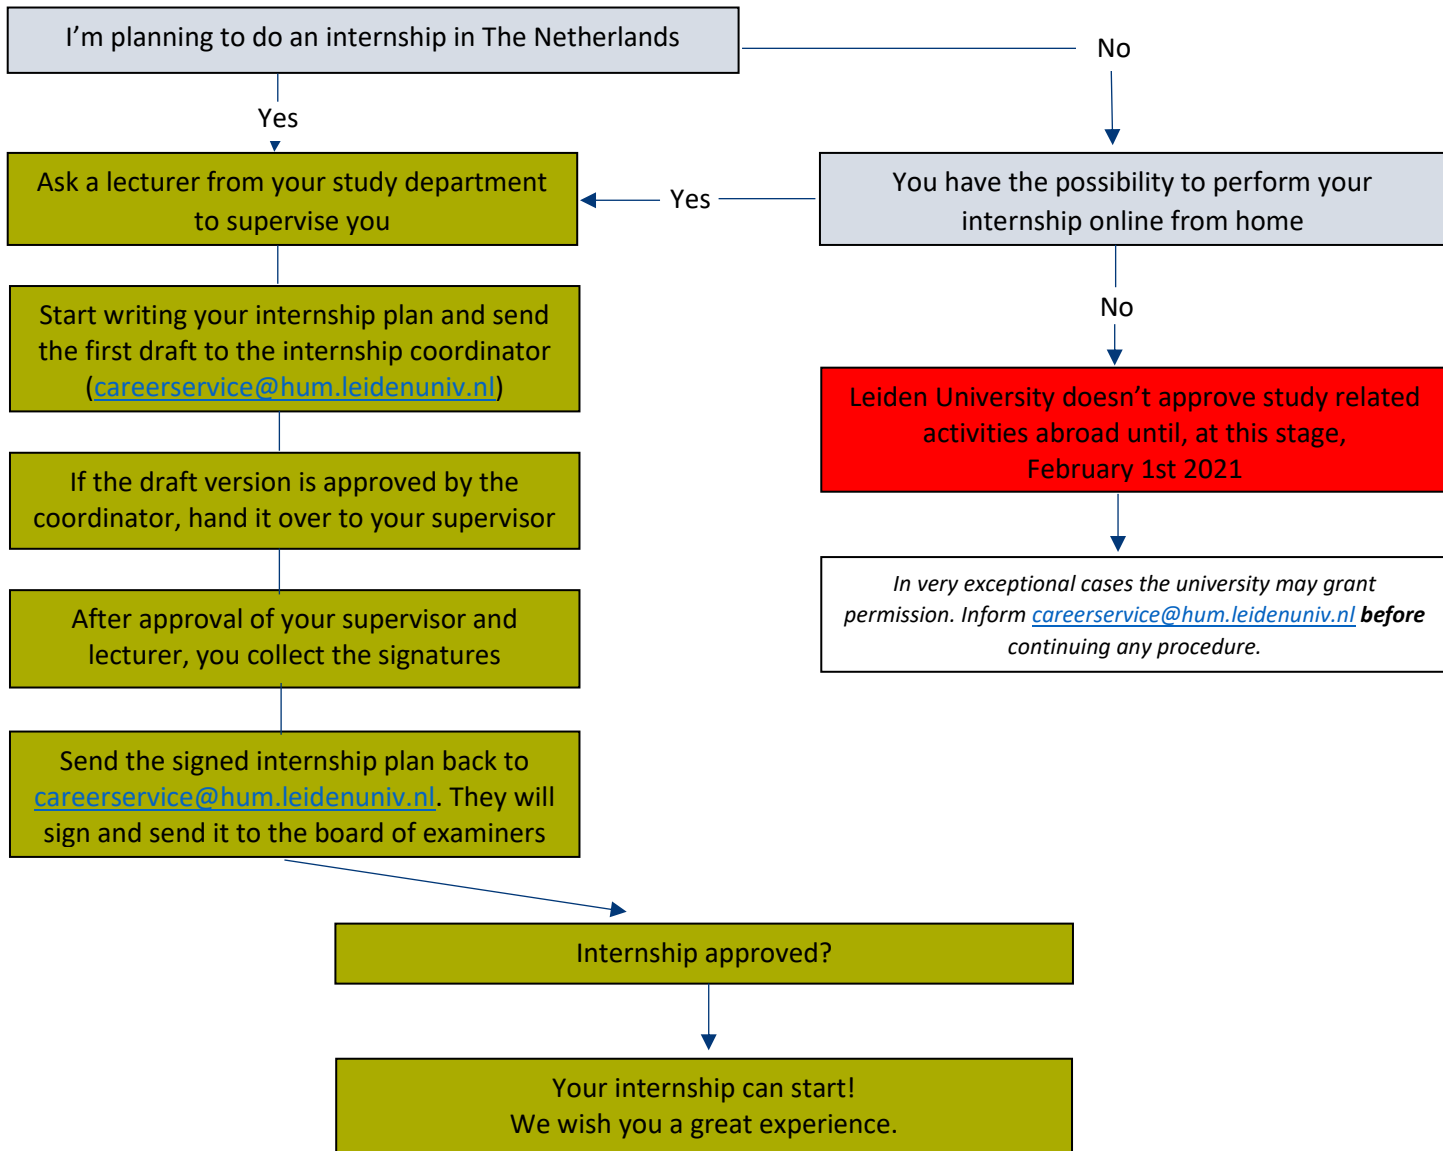 I’m planning to do an internship in The Netherlands
No
Yes
Ask a lecturer from your study department
to supervise you
Yes
You have the possibility to perform your
internship online from home
Start writing your internship plan and send
the first draft to the internship coordinator
(careerservice@hum.leidenuniv.nl)
No
If the draft version is approved by the
coordinator, hand it over to your supervisor
Leiden University doesn’t approve study related
activities abroad until, at this stage,
February 1st 2021
After approval of your supervisor and
lecturer, you collect the signatures
In very exceptional cases the university may grant
permission. Inform careerservice@hum.leidenuniv.nl before
continuing any procedure.
Send the signed internship plan back to
careerservice@hum.leidenuniv.nl. They will
sign and send it to the board of examiners
Internship approved?
Your internship can start!
We wish you a great experience.